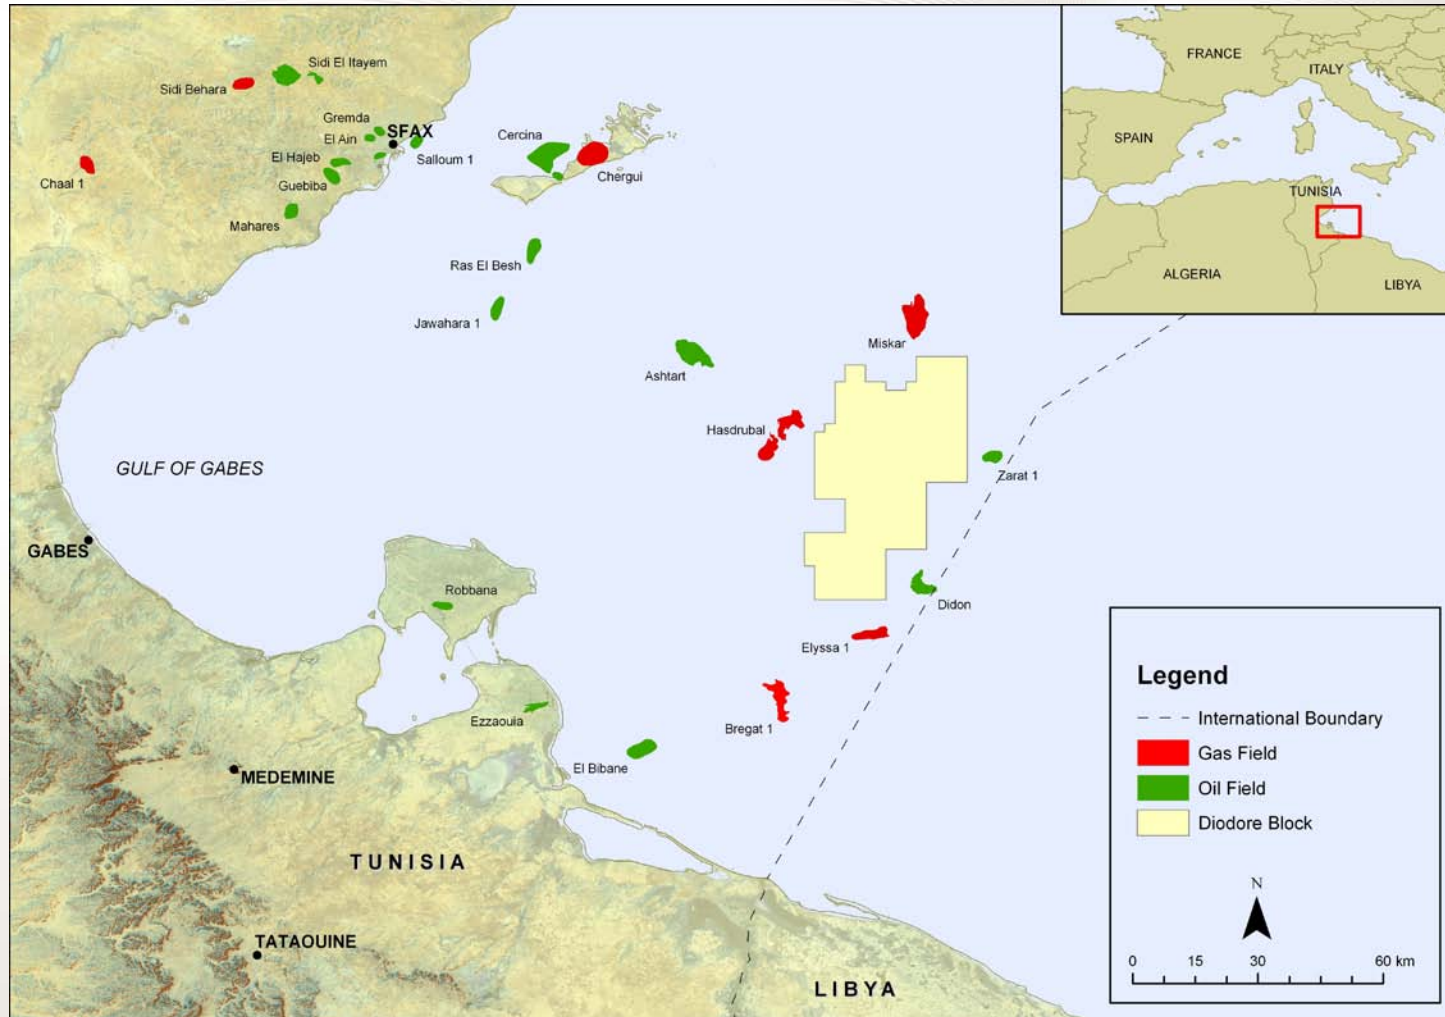 FRANCE
ITALY
SPAIN
TUNISIA
ALGERIA
LIBYA
Sidi El Itayem
Sidi Behara
Gremda
SFAX
El Ain
Cercina
El Hajeb
Salloum 1
Chaal 1
Guebiba
Chergui
Mahares
Ras El Besh
Jawahara 1
Miskar
Ashtart
Hasdrubal
GULF OF GABES
Zarat 1
GABES
Robbana
Didon
Elyssa 1
Ezzaouia
Bregat 1
El Bibane
MEDEMINE
TUNISIA
TATAOUINE
LIBYA
Legend
International Boundary
Gas Field
Oil Field
Diodore Block
N
0 15 30 60 km